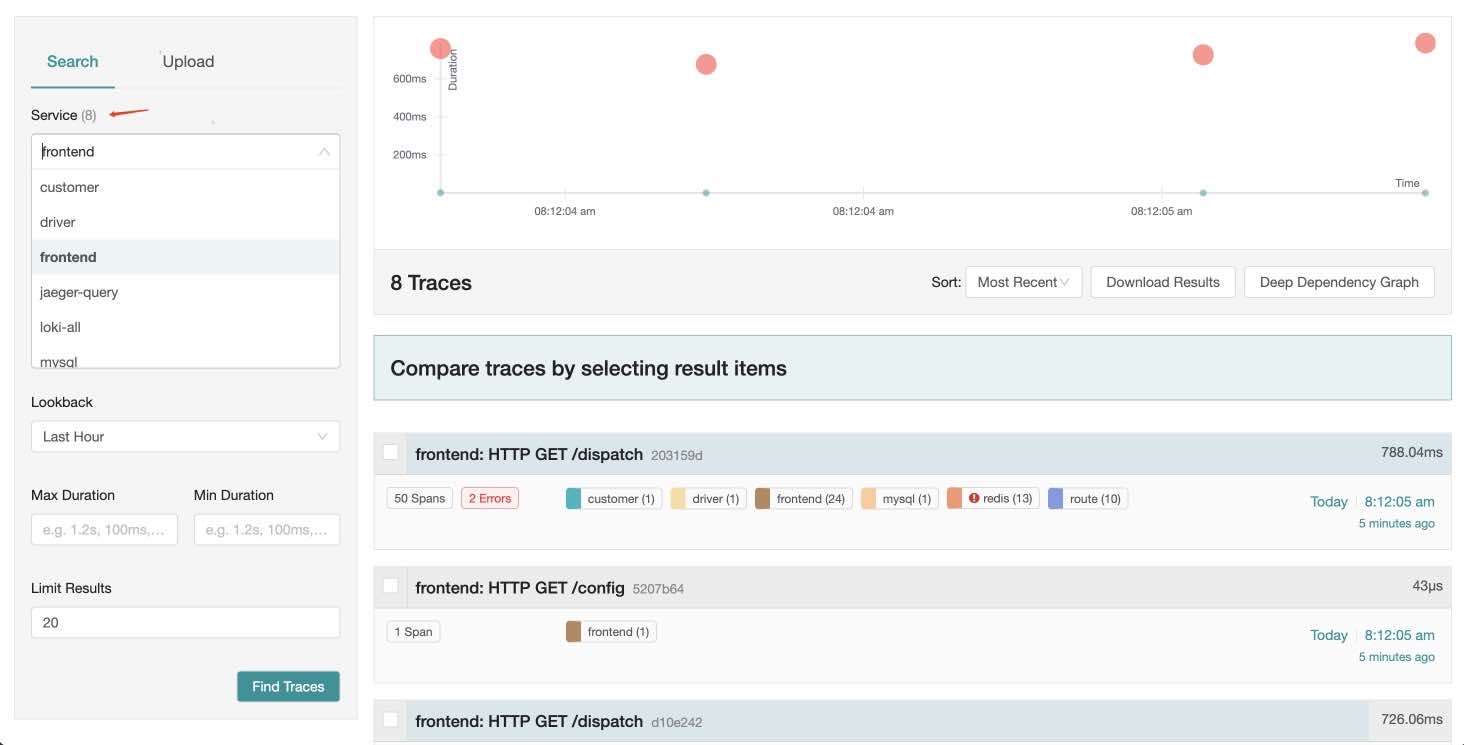 Search Upload
Service (8)
frontend
customer
driver
frontend
jaeger-query
loki-all
mysql
Lookback
Last Hour
Max Duration Min Duration
e.g. 1.2s, 100ms,... e.g. 1.2s, 100ms,...
Limit Results
20
Find Traces
Duration
600ms
400ms
200ms
Time
08:12:04 am 08:12:04 am 08:12:05 am
8 Traces Sort: Most Recent Download Results Deep Dependency Graph
Compare traces by selecting result items
frontend: HTTP GET /dispatch 203159d 788.04ms
50 Spans 2 Errors customer (1) driver (1) frontend (24) mysql (1) redis (13) route (10) Today 8:12:05 am
5 minutes ago
frontend: HTTP GET /config 5207b64 43μs
1 Span frontend (1) Today 8:12:05 am
5 minutes ago
frontend: HTTP GET /dispatch d10e242 726.06ms